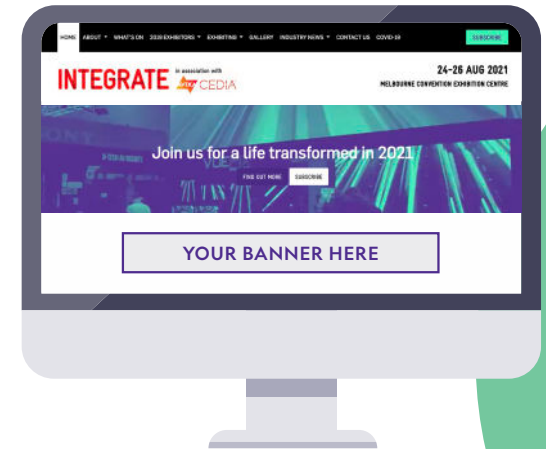 HOME ABOUT WHAT'S ON 2019 EXHIBITORS EXHIBITING GALLERY INDUSTRY NEWS CONTACT US COVID-19 SUBSCRIBE
INTEGRATE in association with CEDIA
24-26 AUG 2021
MELBOURNE CONVENTION EXHIBITION CENTRE
Join us for a life transformed in 2021
FIND OUT MORE SUBSCRIBE
YOUR BANNER HERE